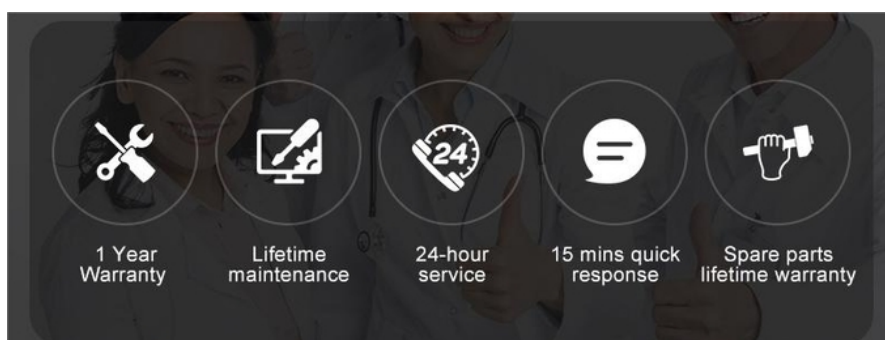 24
1 Year
Warranty
Lifetime
maintenance
24-hour
service
15 mins quick
response
Spare parts
lifetime warranty